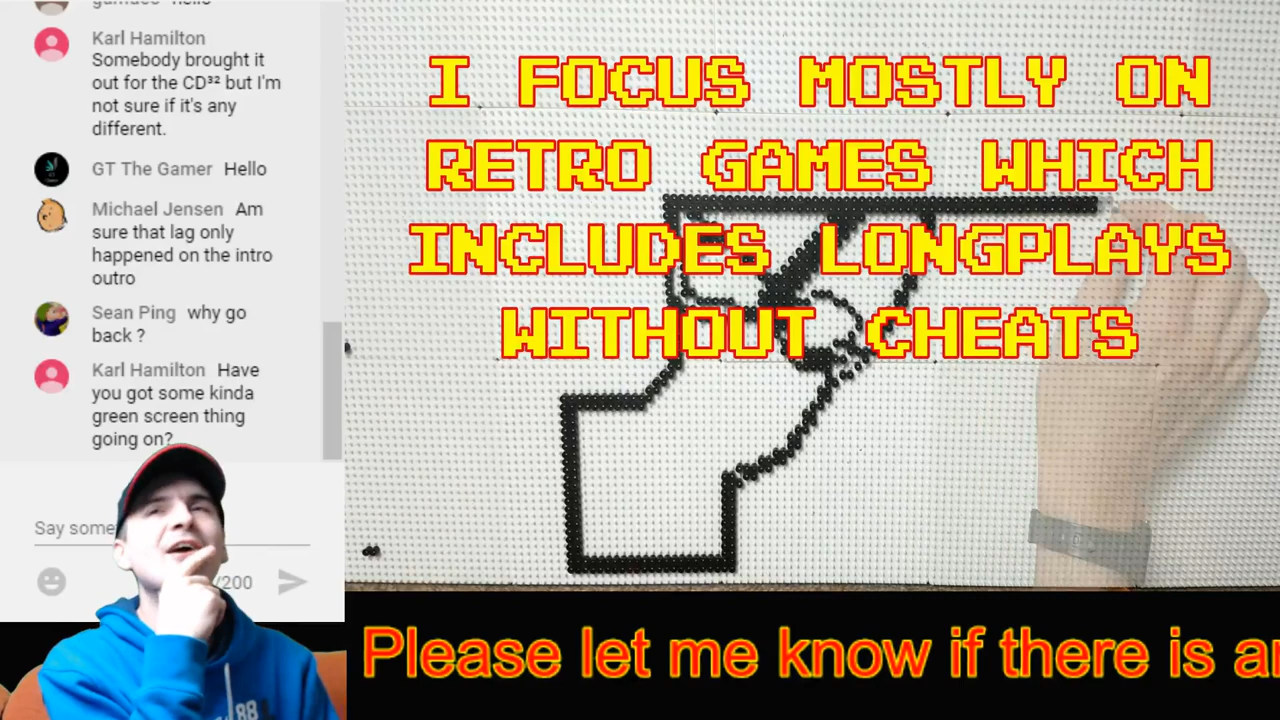 hello
Karl Hamilton
Somebody brought it
out for the CD³² but I'm
not sure if it's any
different.
GT The Gamer Hello
Michael Jensen Am
sure that lag only
happened on the intro
outro
Sean Ping why go
back ?
Karl Hamilton Have
you got some kinda
green screen thing
going on?
Say some
/200
I FOCUS MOSTLY ON
RETRO GAMES WHICH
INCLUDES LONGPLAYS
WITHOUT CHEATS
Please let me know if there is
88